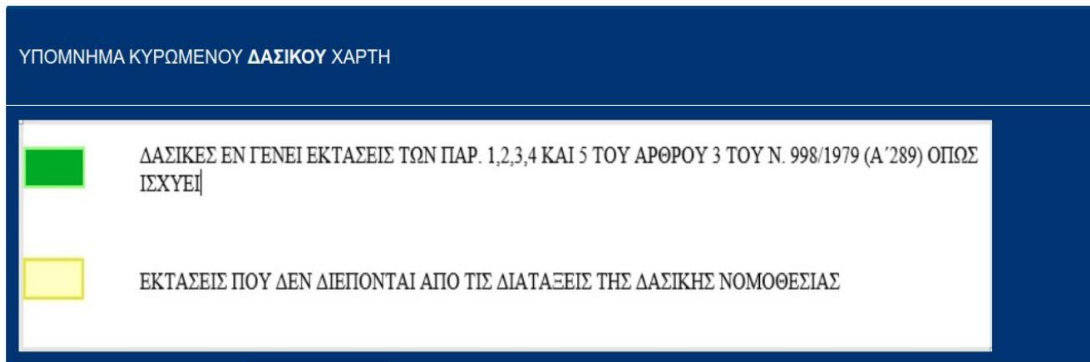 ΥΠΟΜΝΗΜΑ ΚΥΡΩΜΕΝΟΥ ΔΑΣΙΚΟΥ ΧΑΡΤΗ
ΔΑΣΙΚΕΣ ΕΝ ΓΕΝΕΙ ΕΚΤΑΣΕΙΣ ΤΩΝ ΠΑΡ. 1,2,3,4 ΚΑΙ 5 ΤΟΥ ΑΡΘΡΟΥ 3 ΤΟΥ Ν. 998/1979 (Α΄289) ΟΠΩΣ
ΙΣΧΥΕΙ
ΕΚΤΑΣΕΙΣ ΠΟΥ ΔΕΝ ΔΙΕΠΟΝΤΑΙ ΑΠΟ ΤΙΣ ΔΙΑΤΑΞΕΙΣ ΤΗΣ ΔΑΣΙΚΗΣ ΝΟΜΟΘΕΣΙΑΣ